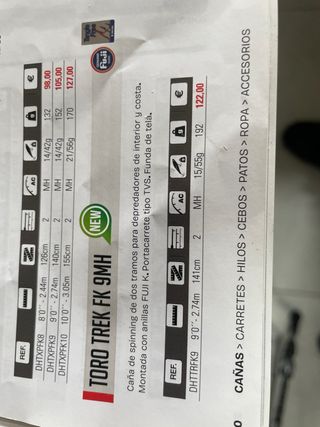 REF. €
DHTXPFK8 8'0'' - 2.44m 128cm 2 MH 14/42g 132 98,00
DHTXPFK9 9'0'' - 2.74m 140cm 2 MH 14/42g 152 105,00
DHTXPFK10 10'0'' - 3.05m 155cm 2 MH 21/56g 170 127,00
TORO TREK FK 9MH NEW
Fuji
Caña de spinning de dos tramos para depredadores de interior y costa.
Montada con anillas FUJI K. Portacarrete tipo TVS. Funda de tela.
REF. AC €
DHTTRFK9 9'0'' - 2.74m 141cm 2 MH 15/55g 192 122,00
CAÑAS > CARRETES > HILOS > CEBOS > PATOS > ROPA > ACCESORIOS